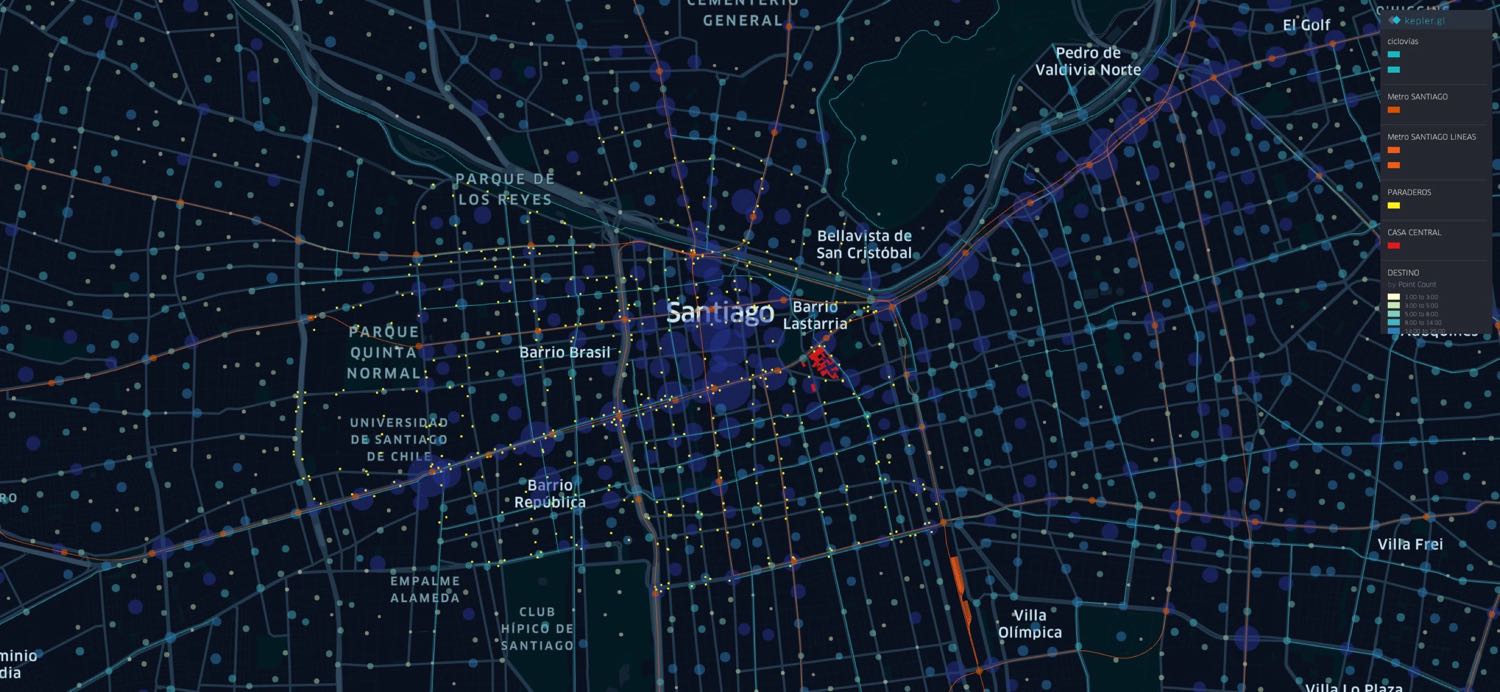 CEMENTERIO
GENERAL
El Golf
Pedro de
Valdivia Norte
PARQUE DE
LOS REYES
Bellavista de
San Cristóbal
Santiago
Barrio
Lastarria
PARQUE
QUINTA
NORMAL
Barrio Brasil
UNIVERSIDAD
DE SANTIAGO
DE CHILE
Barrio
República
EMPALME
ALAMEDA
CLUB
HÍPICO DE
SANTIAGO
Villa Frei
Villa
Olímpica
Villa Lo Plaza
kepler.gl
ciclovías
Metro SANTIAGO
Metro SANTIAGO LINEAS
PARADEROS
CASA CENTRAL
DESTINO
by Point Count
1.00 to 3.00
3.00 to 5.00
5.00 to 8.00
8.00 to 14.00